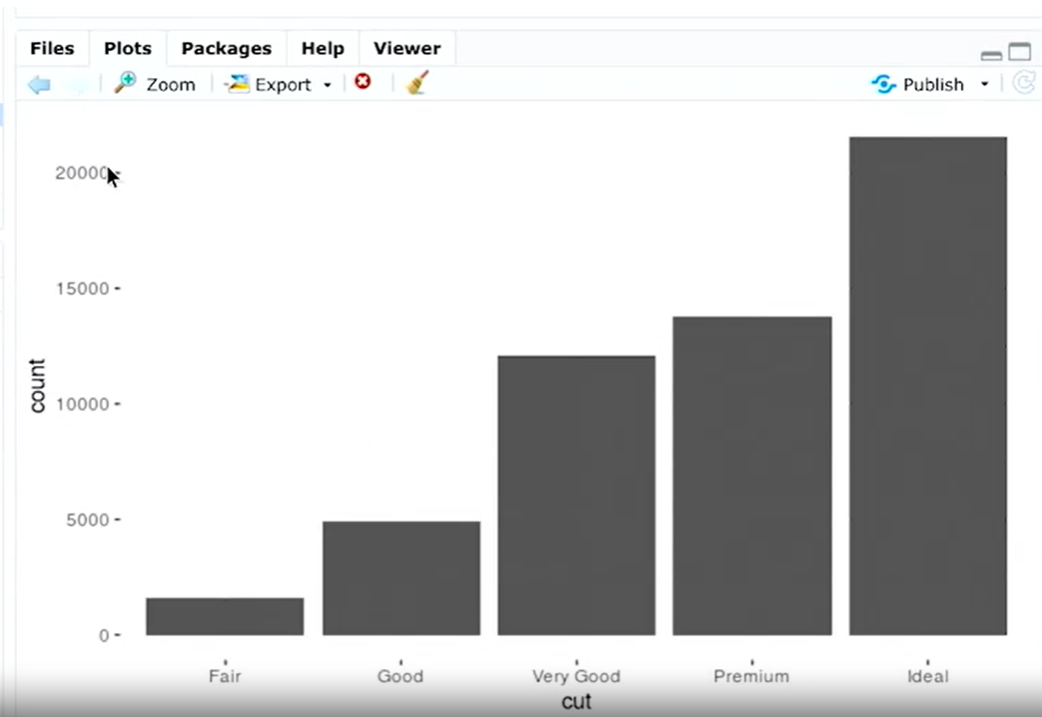 Files Plots Packages Help Viewer
Zoom Export Publish
20000
15000
10000
5000
0
count
Fair Good Very Good Premium Ideal
cut